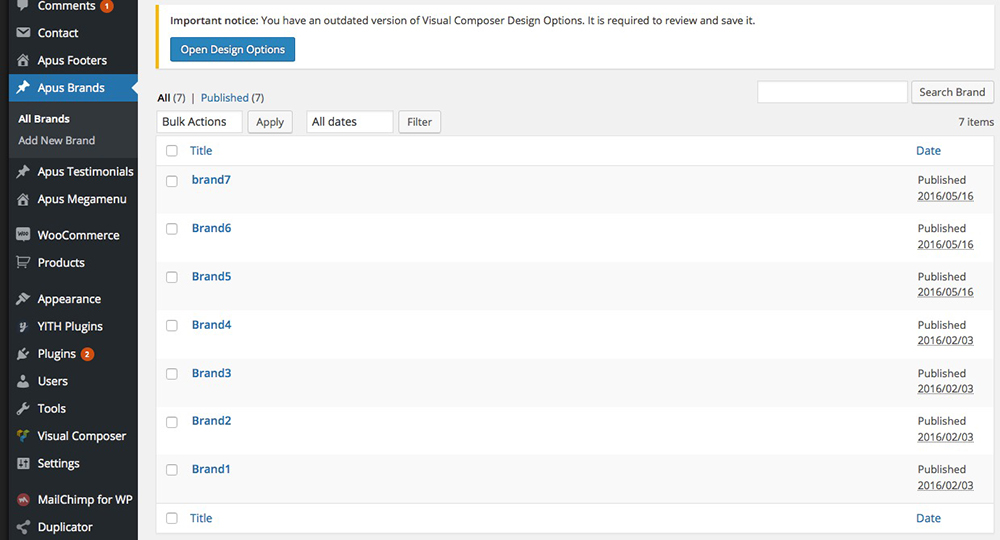 Comments 1
Contact
Apus Footers
Apus Brands
All Brands
Add New Brand
Apus Testimonials
Apus Megamenu
WooCommerce
Products
Appearance
YITH Plugins
Plugins 2
Users
Tools
Visual Composer
Settings
MailChimp for WP
Duplicator
Important notice: You have an outdated version of Visual Composer Design Options. It is required to review and save it.
Open Design Options
All (7) | Published (7)
Search Brand
Bulk Actions Apply All dates Filter 7 items
Title Date
brand7 Published
2016/05/16
Brand6 Published
2016/05/16
Brand5 Published
2016/05/16
Brand4 Published
2016/02/03
Brand3 Published
2016/02/03
Brand2 Published
2016/02/03
Brand1 Published
2016/02/03
Title Date